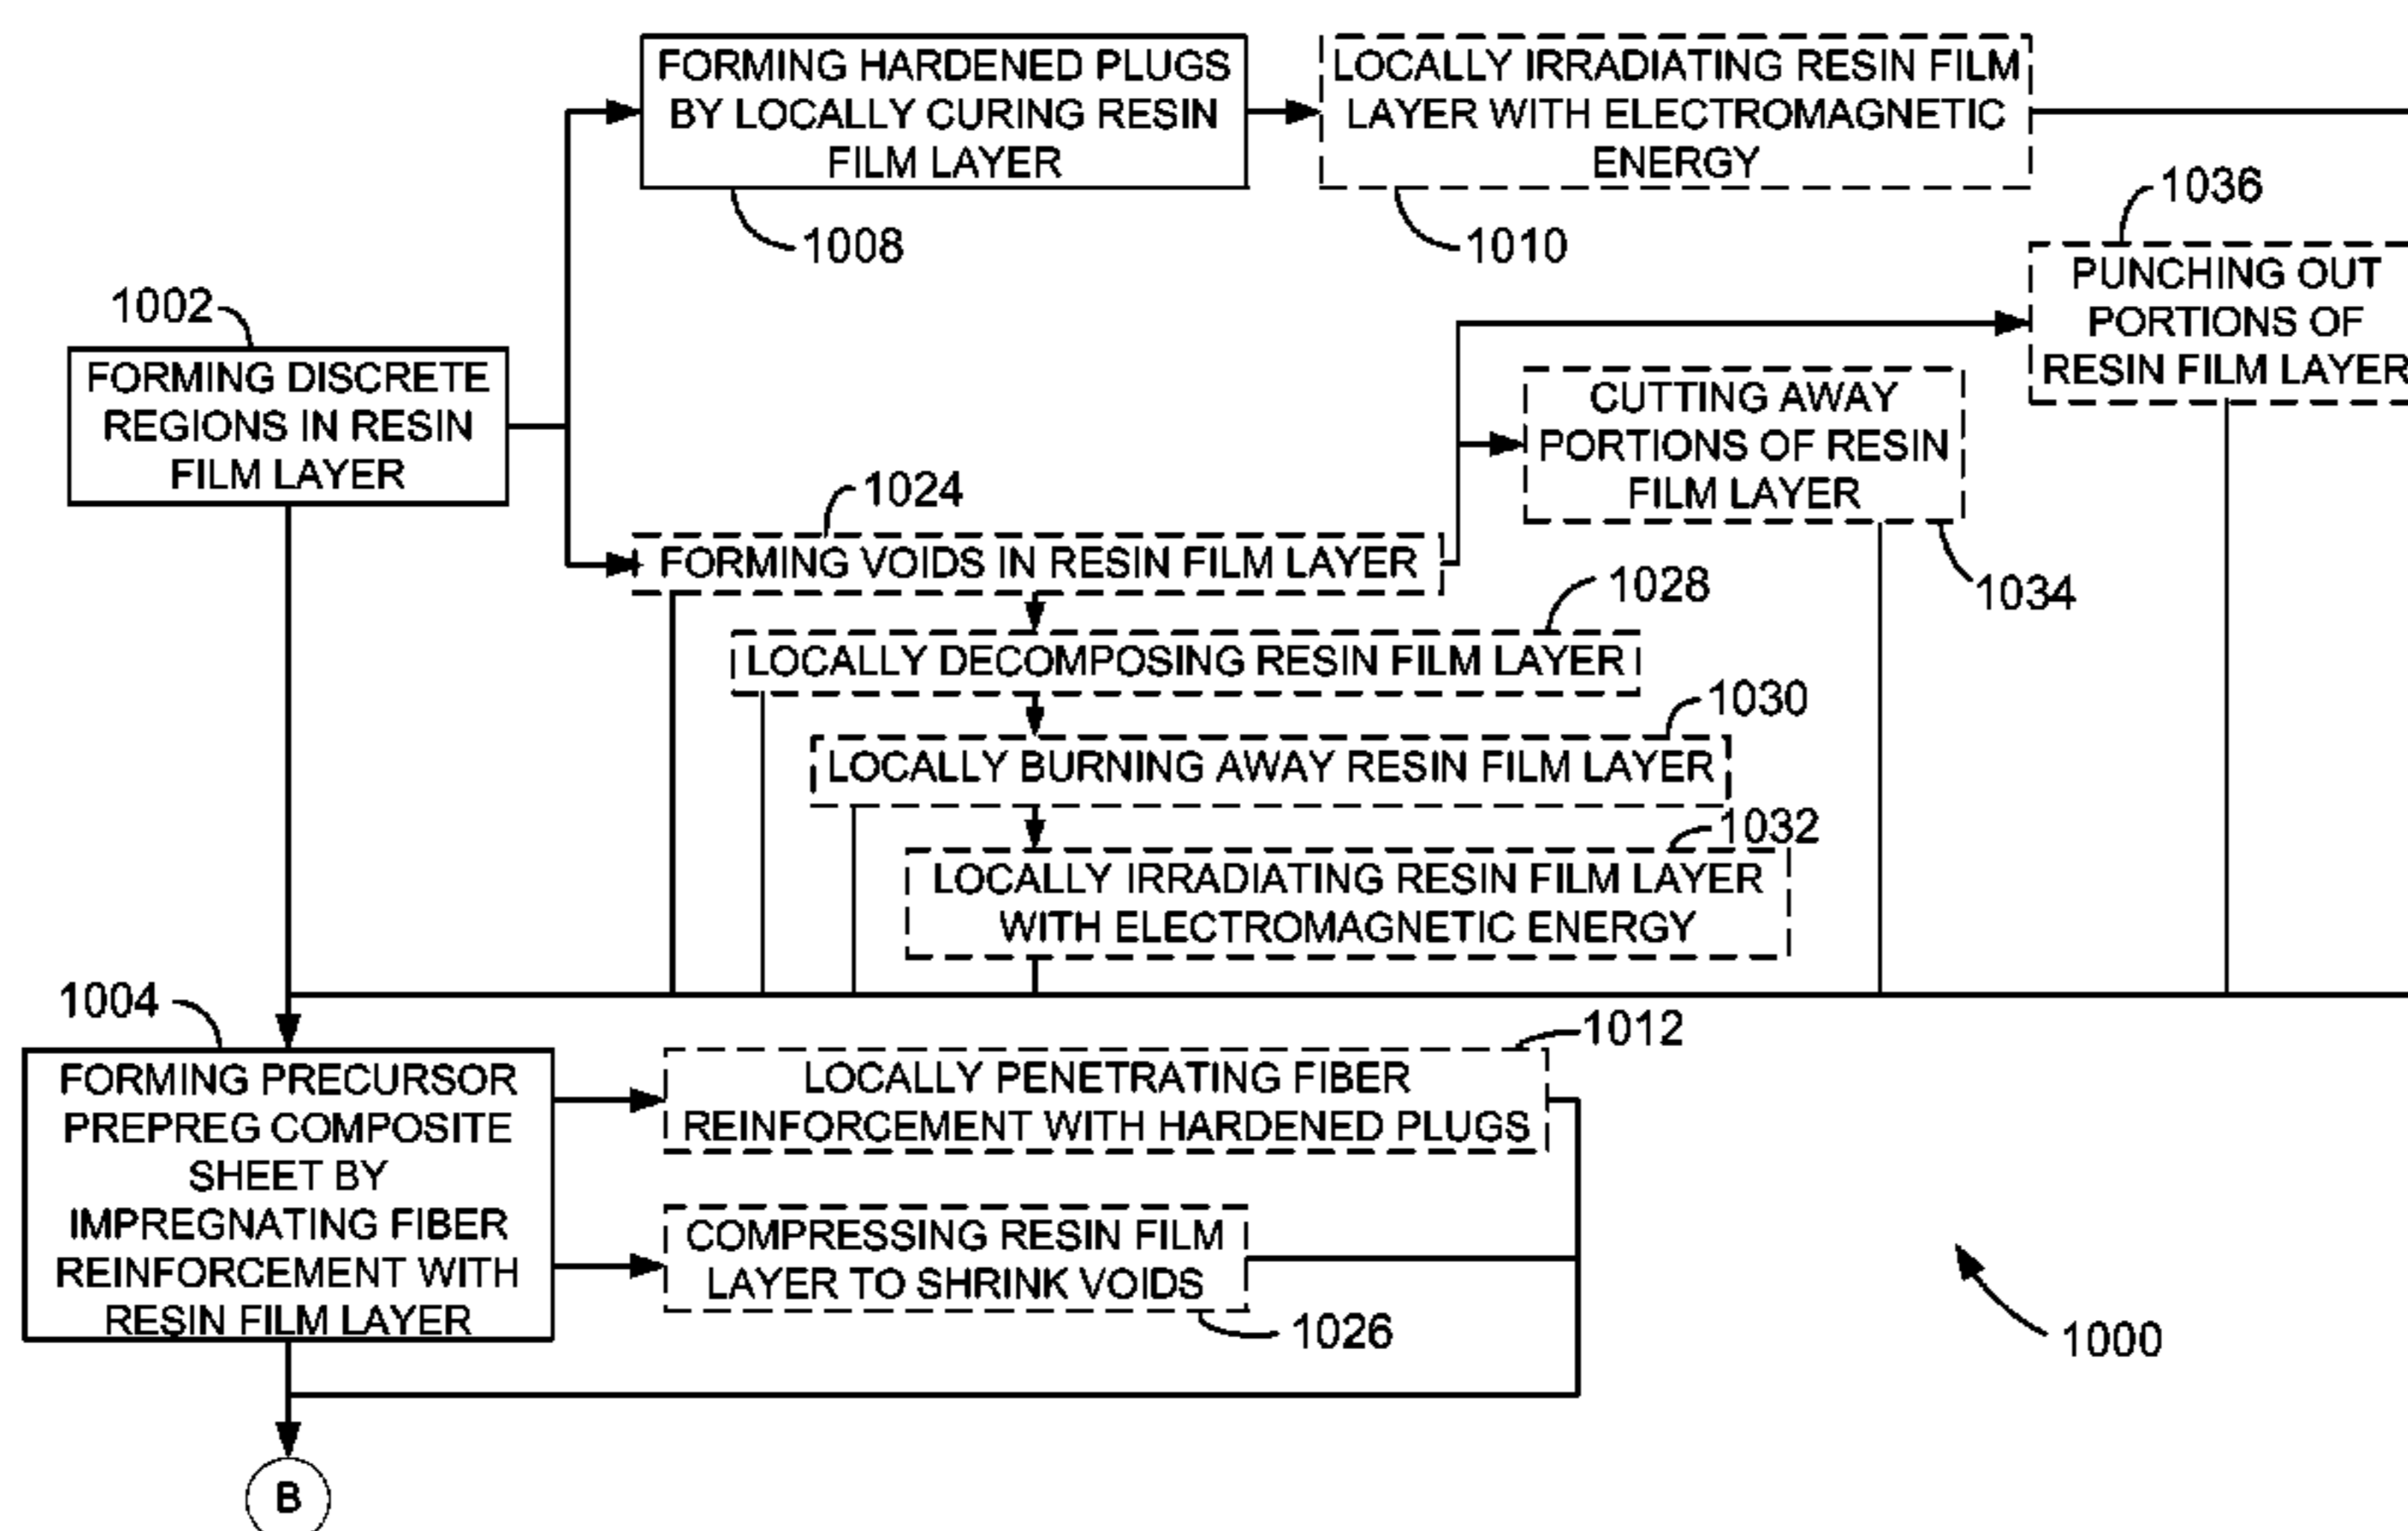 FORMING HARDENED PLUGS
BY LOCALLY CURING RESIN
FILM LAYER
1008
LOCALLY IRRADIATING RESIN FILM
LAYER WITH ELECTROMAGNETIC
ENERGY
1010
1036
PUNCHING OUT
PORTIONS OF
RESIN FILM LAYER
1002
FORMING DISCRETE
REGIONS IN RESIN
FILM LAYER
CUTTING AWAY
PORTIONS OF RESIN
FILM LAYER
1034
1024
FORMING VOIDS IN RESIN FILM LAYER
1028
LOCALLY DECOMPOSING RESIN FILM LAYER
1030
LOCALLY BURNING AWAY RESIN FILM LAYER
1032
LOCALLY IRRADIATING RESIN FILM LAYER
WITH ELECTROMAGNETIC ENERGY
1004
FORMING PRECURSOR
PREPREG COMPOSITE
SHEET BY
IMPREGNATING FIBER
REINFORCEMENT WITH
RESIN FILM LAYER
1012
LOCALLY PENETRATING FIBER
REINFORCEMENT WITH HARDENED PLUGS
COMPRESSING RESIN FILM
LAYER TO SHRINK VOIDS
1026
1000
B